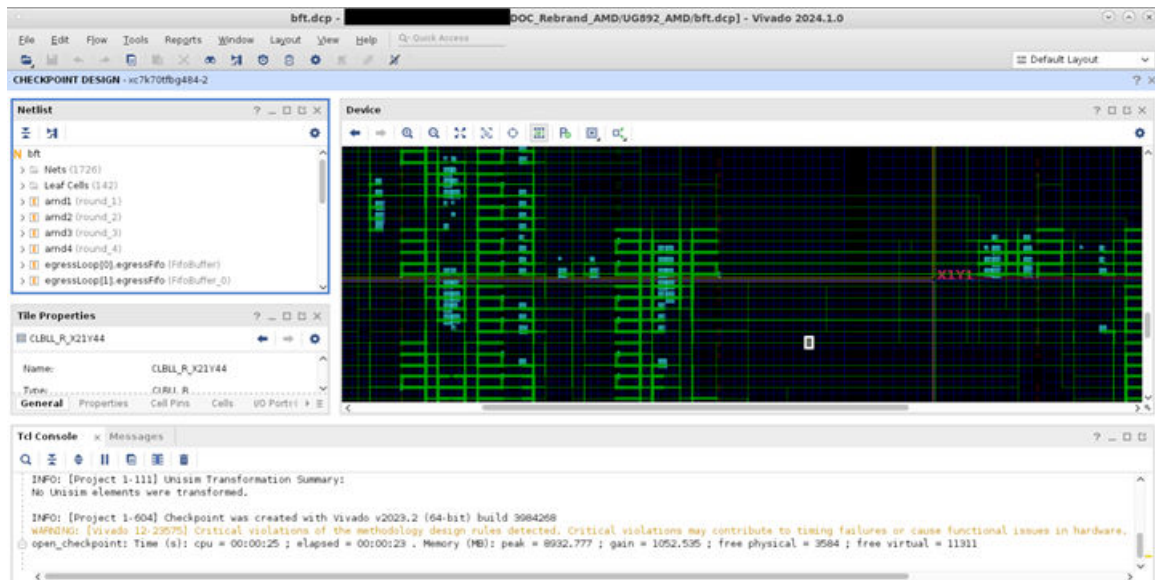 bft.dcp - DOC_Rebrand_AMD/UG892_AMD/bft.dcp] - Vivado 2024.1.0
File Edit Flow Tools Reports Window Layout View Help Q- Quick Access
Default Layout
CHECKPOINT DESIGN - xc7k70tfbg484-2
Netlist
bft
Nets (1726)
Leaf Cells (142)
arnd1 (round_1)
arnd2 (round_2)
arnd3 (round_3)
arnd4 (round_4)
egressLoop[0].egressFifo (FifoBuffer)
egressLoop[1].egressFifo (FifoBuffer_0)
Tile Properties
CLBLL_R_X21Y44
Name: CLBLL_R_X21Y44
Type: CLBLL_R
General Properties Cell Pins Cells I/O Ports
Device
X1Y1
Tcl Console Messages
INFO: [Project 1-111] Unisim Transformation Summary:
No Unisim elements were transformed.
INFO: [Project 1-604] Checkpoint was created with Vivado v2023.2 (64-bit) build 3984268
WARNING: [Vivado 12-23575] Critical violations of the methodology design rules detected. Critical violations may contribute to timing failures or cause functional issues in hardware.
open_checkpoint: Time (s): cpu = 00:00:25 ; elapsed = 00:00:23 . Memory (MB): peak = 8932.777 ; gain = 1052.535 ; free physical = 3584 ; free virtual = 11311